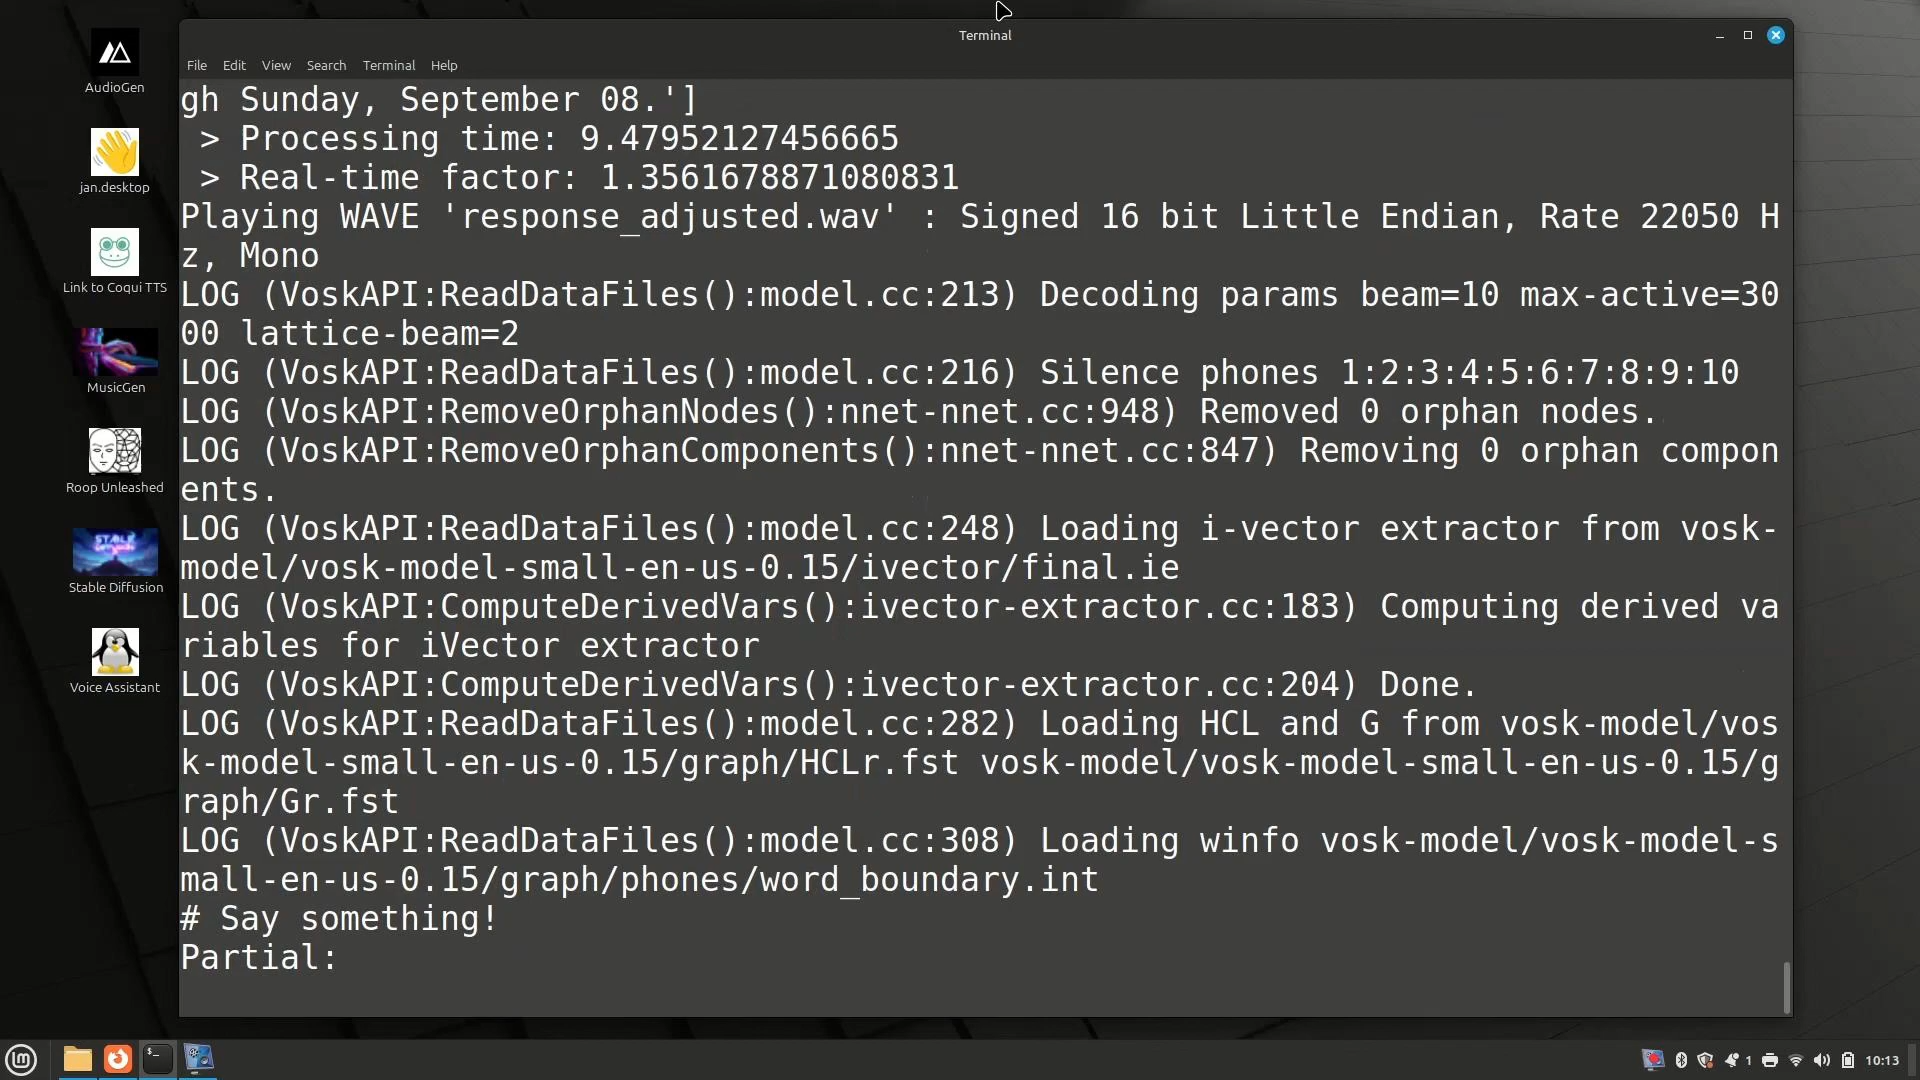 Terminal
File Edit View Search Terminal Help
gh Sunday, September 08.']
 > Processing time: 9.47952127456665
 > Real-time factor: 1.3561678871080831
Playing WAVE 'response_adjusted.wav' : Signed 16 bit Little Endian, Rate 22050 H
z, Mono
LOG (VoskAPI:ReadDataFiles():model.cc:213) Decoding params beam=10 max-active=30
00 lattice-beam=2
LOG (VoskAPI:ReadDataFiles():model.cc:216) Silence phones 1:2:3:4:5:6:7:8:9:10
LOG (VoskAPI:RemoveOrphanNodes():nnet-nnet.cc:948) Removed 0 orphan nodes.
LOG (VoskAPI:RemoveOrphanComponents():nnet-nnet.cc:847) Removing 0 orphan compon
ents.
LOG (VoskAPI:ReadDataFiles():model.cc:248) Loading i-vector extractor from vosk-
model/vosk-model-small-en-us-0.15/ivector/final.ie
LOG (VoskAPI:ComputeDerivedVars():ivector-extractor.cc:183) Computing derived va
riables for iVector extractor
LOG (VoskAPI:ComputeDerivedVars():ivector-extractor.cc:204) Done.
LOG (VoskAPI:ReadDataFiles():model.cc:282) Loading HCL and G from vosk-model/vos
k-model-small-en-us-0.15/graph/HCLr.fst vosk-model/vosk-model-small-en-us-0.15/g
raph/Gr.fst
LOG (VoskAPI:ReadDataFiles():model.cc:308) Loading winfo vosk-model/vosk-model-s
mall-en-us-0.15/graph/phones/word_boundary.int
# Say something!
Partial:
AudioGen
jan.desktop
Link to Coqui TTS
MusicGen
Roop Unleashed
STABLE
Stable Diffusion
Voice Assistant
1
10:13